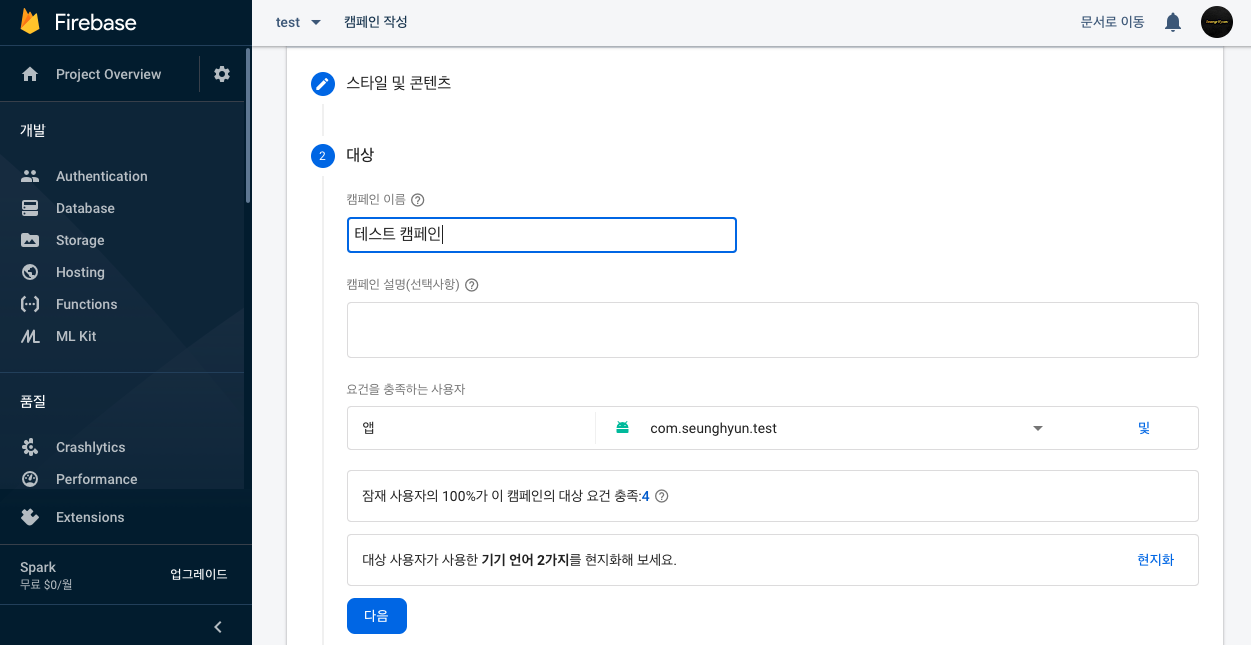 Firebase
test
캠페인 작성
문서로 이동
Project Overview
개발
Authentication
Database
Storage
Hosting
Functions
ML Kit
품질
Crashlytics
Performance
Extensions
Spark
무료 $0/월
업그레이드
스타일 및 콘텐츠
2 대상
캠페인 이름
테스트 캠페인
캠페인 설명(선택사항)
요건을 충족하는 사용자
앱 com.seunghyun.test 및
잠재 사용자의 100%가 이 캠페인의 대상 요건 충족:4
대상 사용자가 사용한 기기 언어 2가지를 현지화해 보세요. 현지화
다음